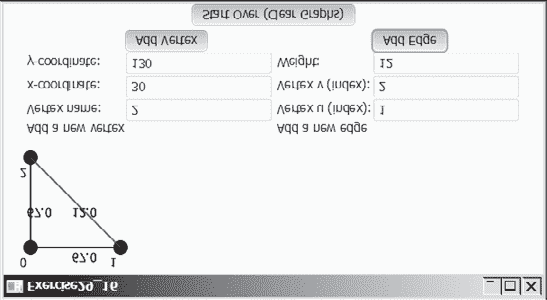 Exercise29_16
0 67.0 1
67.0 12.0
2
Add a new vertex
Vertex name: 2
x-coordinate: 30
y-coordinate: 130
Add Vertex
Add a new edge
Vertex u (index): 1
Vertex v (index): 2
Weight: 12
Add Edge
Start Over (Clear Graphs)